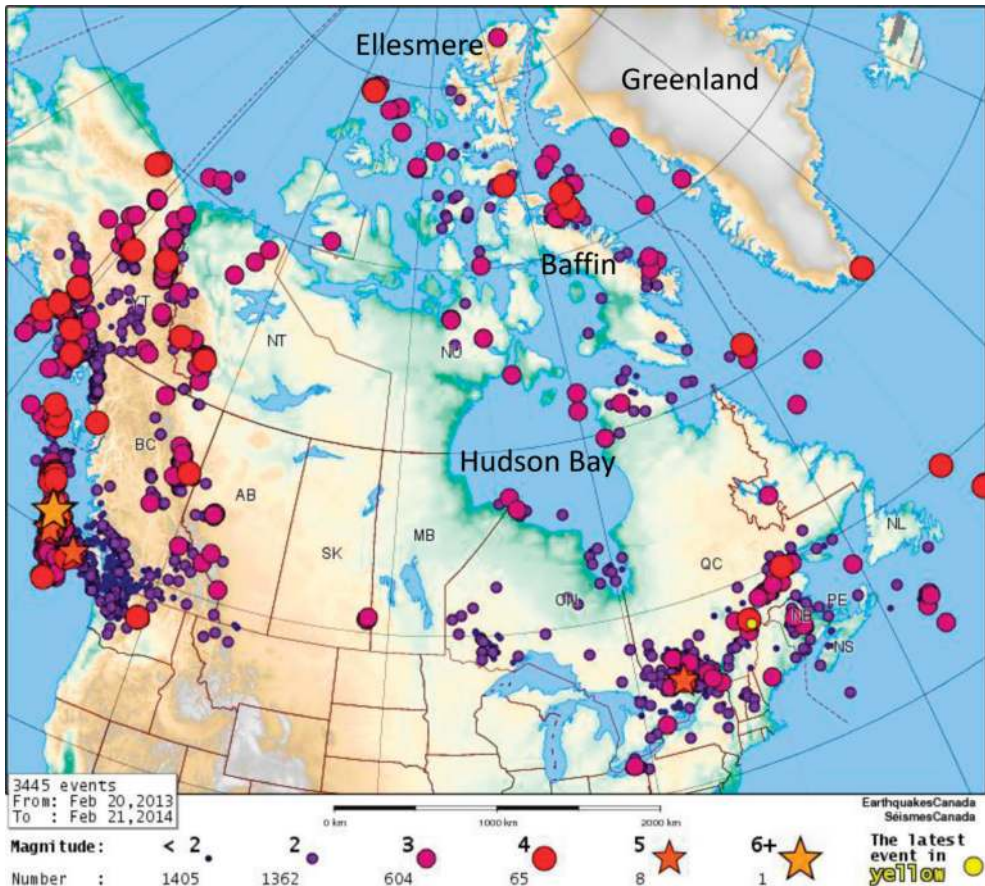 Ellesmere
Greenland
Baffin
YT
NT
NU
BC
Hudson Bay
AB
SK
MB
ON
QC
NL
NB
PE
NS
3445 events
From: Feb 20,2013
To : Feb 21,2014
0 km 1000 km 2000 km
EarthquakesCanada
SéismesCanada
Magnitude: < 2 2 3 4 5 6+
Number : 1405 1362 604 65 8 1
The latest
event in
yellow